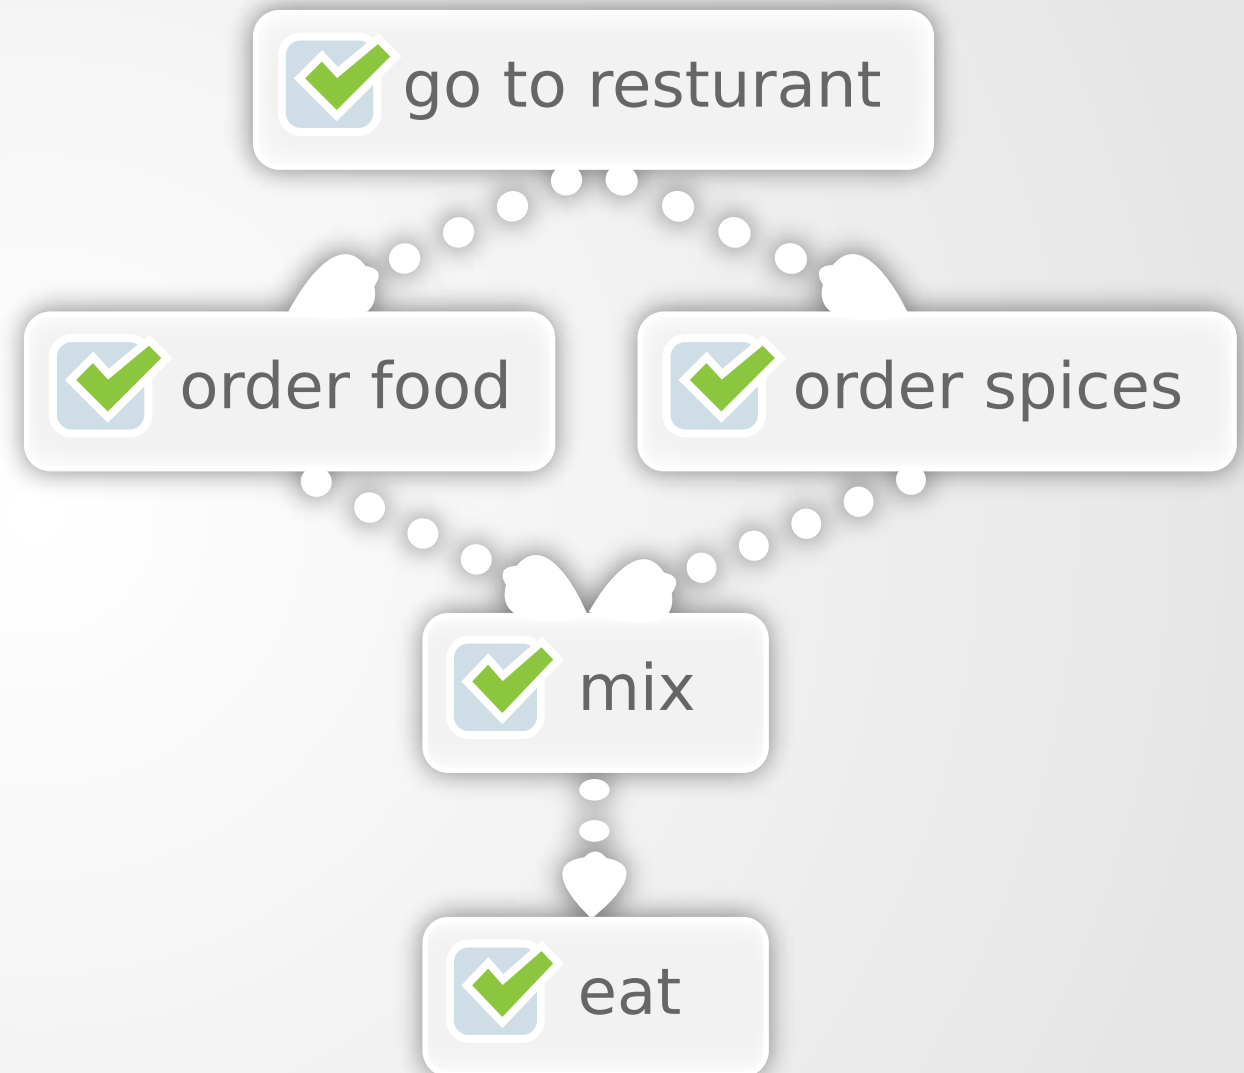 go to resturant
order food
order spices
mix
eat